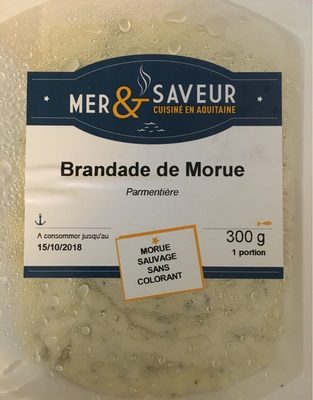 MER & SAVEUR
CUISINÉ EN AQUITAINE
Brandade de Morue
Parmentière
A consommer jusqu'au
15/10/2018
MORUE
SAUVAGE
SANS
COLORANT
300 g
1 portion